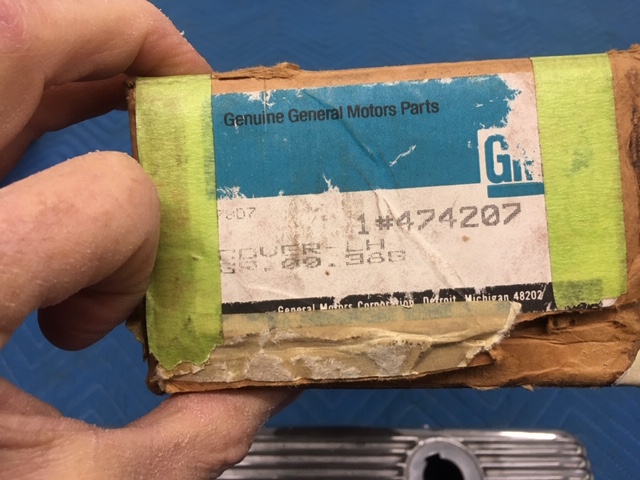 Genuine General Motors Parts
GM
1#474207
COVER-LH
General Motors Corporation, Detroit, Michigan 48202